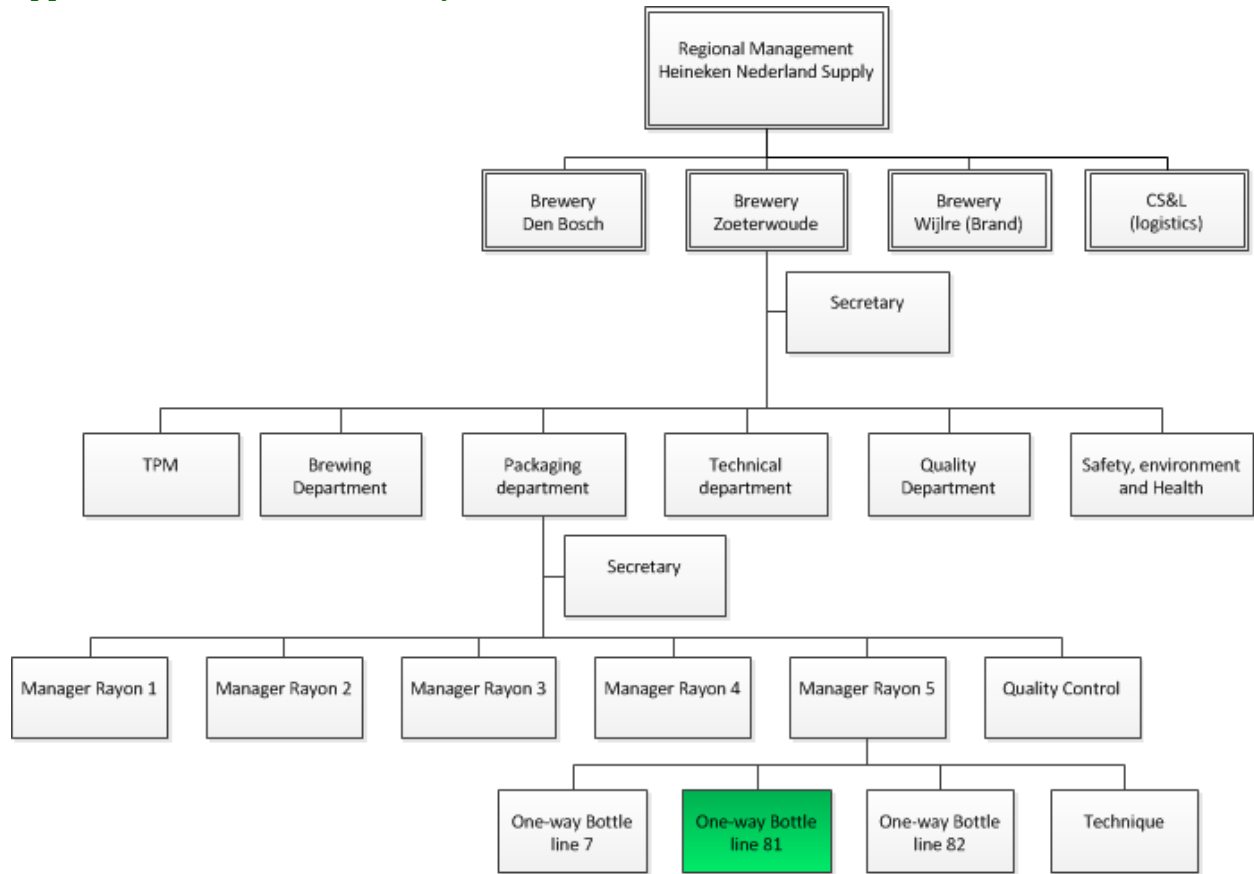 Regional Management
Heineken Nederland Supply
Brewery
Den Bosch
Brewery
Zoeterwoude
Brewery
Wijlre (Brand)
CS&L
(logistics)
Secretary
TPM
Brewing
Department
Packaging
department
Technical
department
Quality
Department
Safety, environment
and Health
Secretary
Manager Rayon 1
Manager Rayon 2
Manager Rayon 3
Manager Rayon 4
Manager Rayon 5
Quality Control
One-way Bottle
line 7
One-way Bottle
line 81
One-way Bottle
line 82
Technique